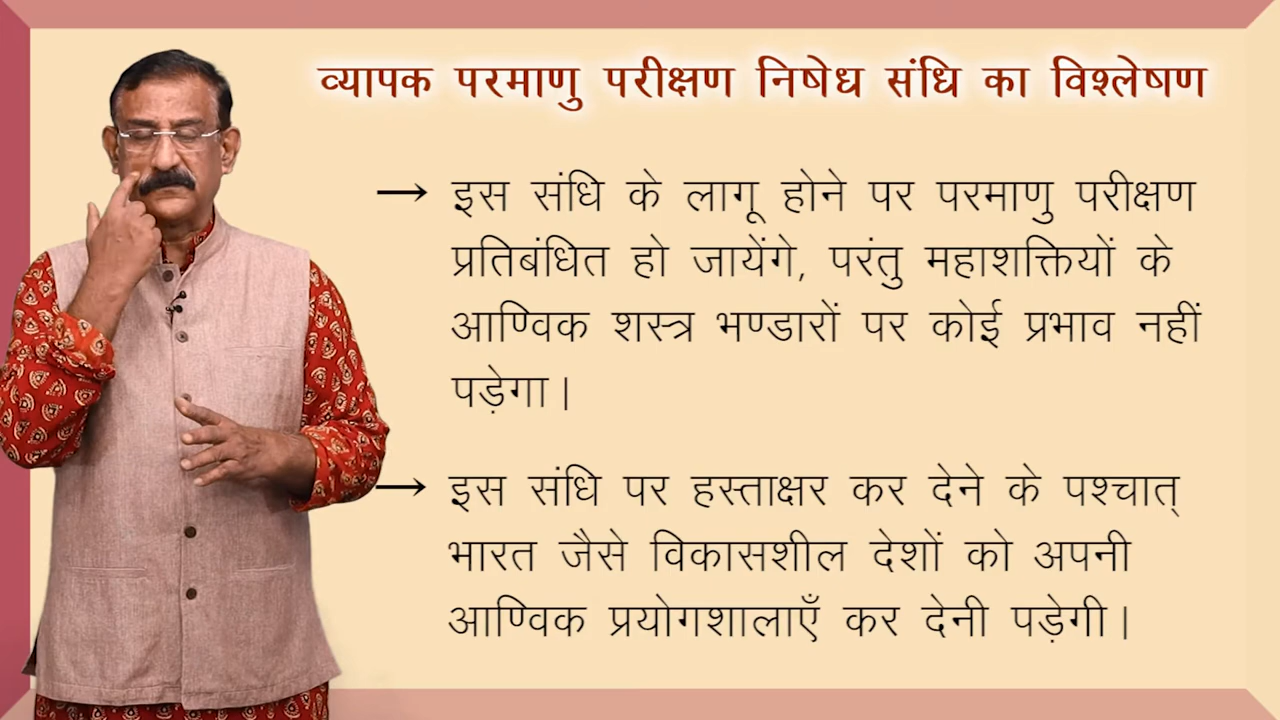 व्यापक परमाणु परीक्षण निषेध संधि का विश्लेषण
→ इस संधि के लागू होने पर परमाणु परीक्षण
प्रतिबंधित हो जायेंगे, परंतु महाशक्तियों के
आण्विक शस्त्र भण्डारों पर कोई प्रभाव नहीं
पड़ेगा।
→ इस संधि पर हस्ताक्षर कर देने के पश्चात्
भारत जैसे विकासशील देशों को अपनी
आण्विक प्रयोगशालाएँ कर देनी पड़ेगी।